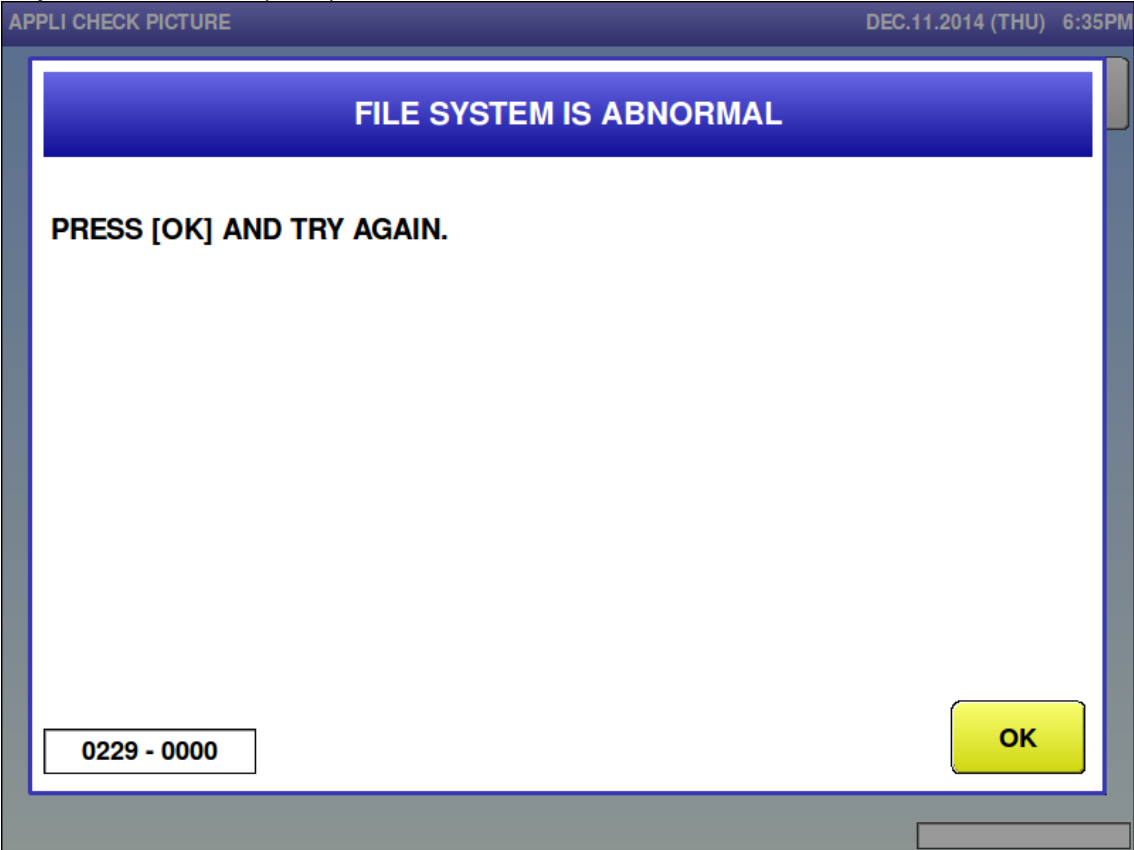 APPLI CHECK PICTURE DEC.11.2014 (THU) 6:35PM
FILE SYSTEM IS ABNORMAL
PRESS [OK] AND TRY AGAIN.
0229 - 0000
OK